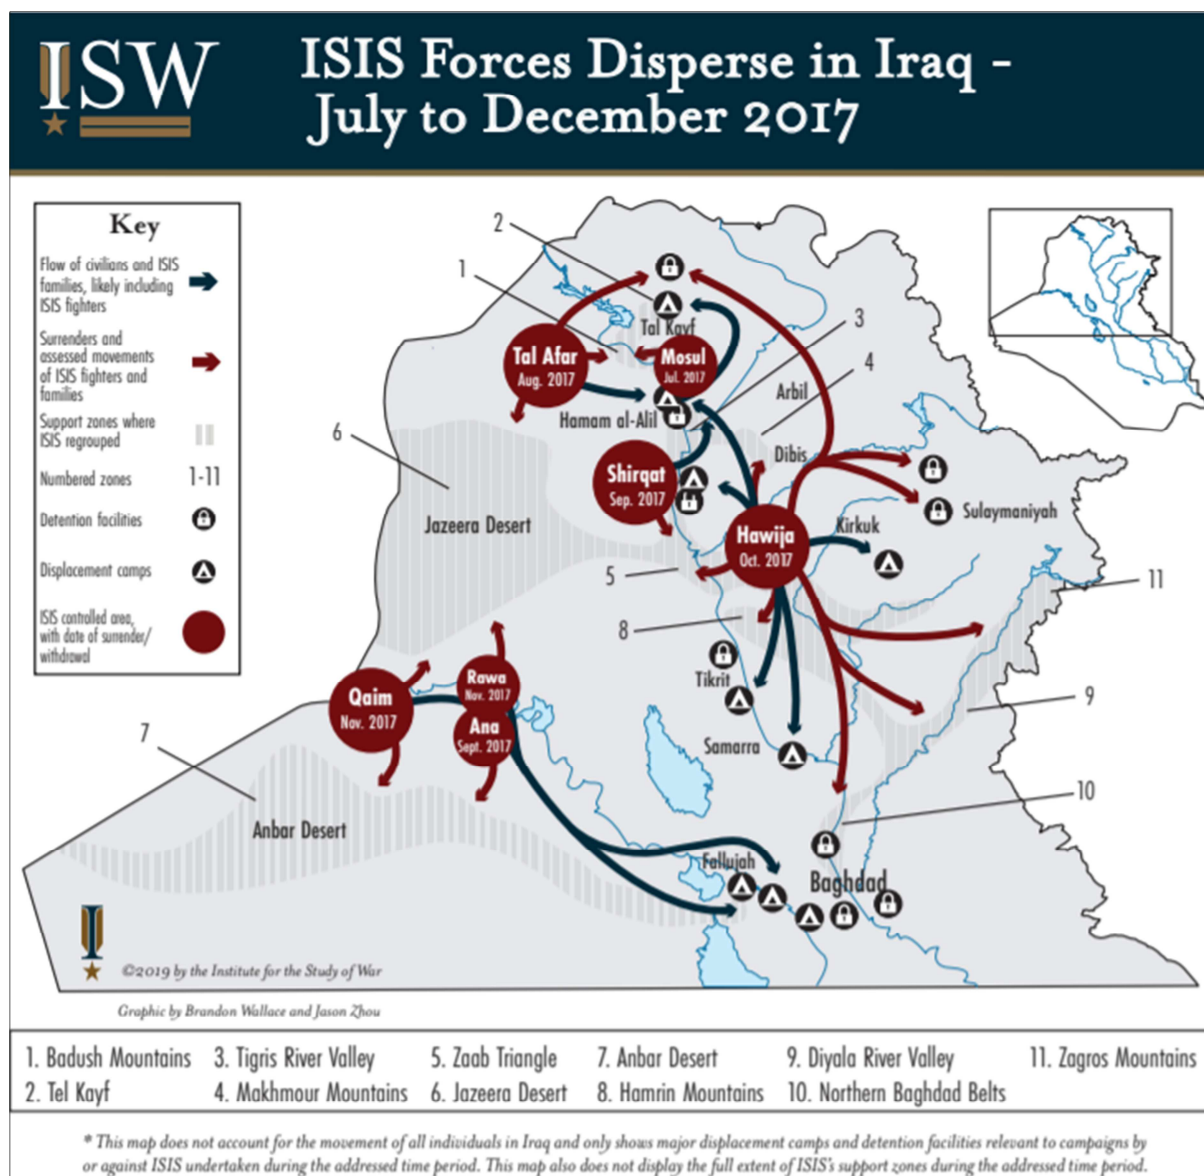 ISW
ISIS Forces Disperse in Iraq -
July to December 2017
Key
Flow of civilians and ISIS
families, likely including
ISIS fighters
Surrenders and
assessed movements
of ISIS fighters and
families
Support zones where
ISIS regrouped
Numbered zones
1-11
Detention facilities
Displacement camps
ISIS controlled area,
with date of surrender/
withdrawal
2
1
3
4
6
5
8
11
9
7
10
Tal Kayf
Tal Afar
Aug. 2017
Mosul
Jul. 2017
Arbil
Hamam al-Alil
Dibis
Shirqat
Sep. 2017
Sulaymaniyah
Jazeera Desert
Hawija
Oct. 2017
Kirkuk
Tikrit
Qaim
Nov. 2017
Rawa
Nov. 2017
Ana
Sept. 2017
Samarra
Anbar Desert
Fallujah
Baghdad
I
©2019 by the Institute for the Study of War
Graphic by Brandon Wallace and Jason Zhou
1. Badush Mountains
2. Tel Kayf
3. Tigris River Valley
4. Makhmour Mountains
5. Zaab Triangle
6. Jazeera Desert
7. Anbar Desert
8. Hamrin Mountains
9. Diyala River Valley
10. Northern Baghdad Belts
11. Zagros Mountains
* This map does not account for the movement of all individuals in Iraq and only shows major displacement camps and detention facilities relevant to campaigns by
or against ISIS undertaken during the addressed time period. This map also does not display the full extent of ISIS's support zones during the addressed time period.